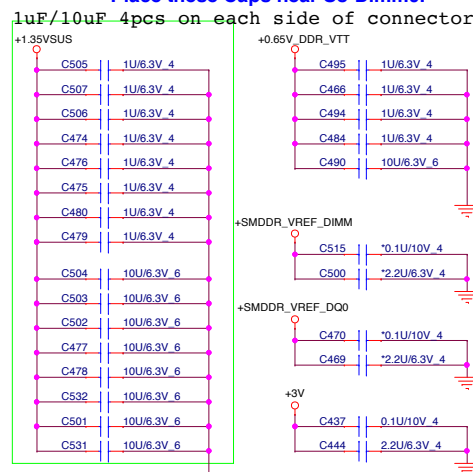 Place these Caps near So-Dimm0.
1uF/10uF 4pcs on each side of connector
+1.35VSUS
C505 1U/6.3V_4
C507 1U/6.3V_4
C506 1U/6.3V_4
C474 1U/6.3V_4
C476 1U/6.3V_4
C475 1U/6.3V_4
C480 1U/6.3V_4
C479 1U/6.3V_4
C504 10U/6.3V_6
C503 10U/6.3V_6
C502 10U/6.3V_6
C477 10U/6.3V_6
C478 10U/6.3V_6
C532 10U/6.3V_6
C501 10U/6.3V_6
C531 10U/6.3V_6
+0.65V_DDR_VTT
C495 1U/6.3V_4
C466 1U/6.3V_4
C494 1U/6.3V_4
C484 1U/6.3V_4
C490 10U/6.3V_6
+SMDDR_VREF_DIMM
C515 *0.1U/10V_4
C500 *2.2U/6.3V_4
+SMDDR_VREF_DQ0
C470 *0.1U/10V_4
C469 *2.2U/6.3V_4
+3V
C437 0.1U/10V_4
C444 2.2U/6.3V_4